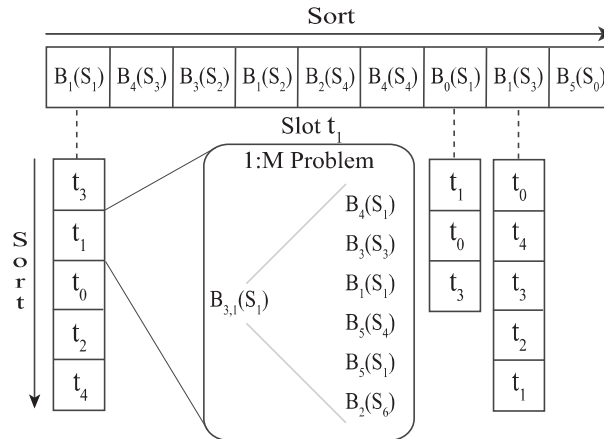 Sort
B₁(S₁) B₄(S₃) B₃(S₂) B₁(S₂) B₂(S₄) B₄(S₄) B₀(S₁) B₁(S₃) B₅(S₀)
Sort
t₃
t₁
t₀
t₂
t₄
Slot t₁
1:M Problem
B₃,₁(S₁)
B₄(S₁)
B₃(S₃)
B₁(S₁)
B₅(S₄)
B₅(S₁)
B₂(S₆)
t₁
t₀
t₃
t₀
t₄
t₃
t₂
t₁